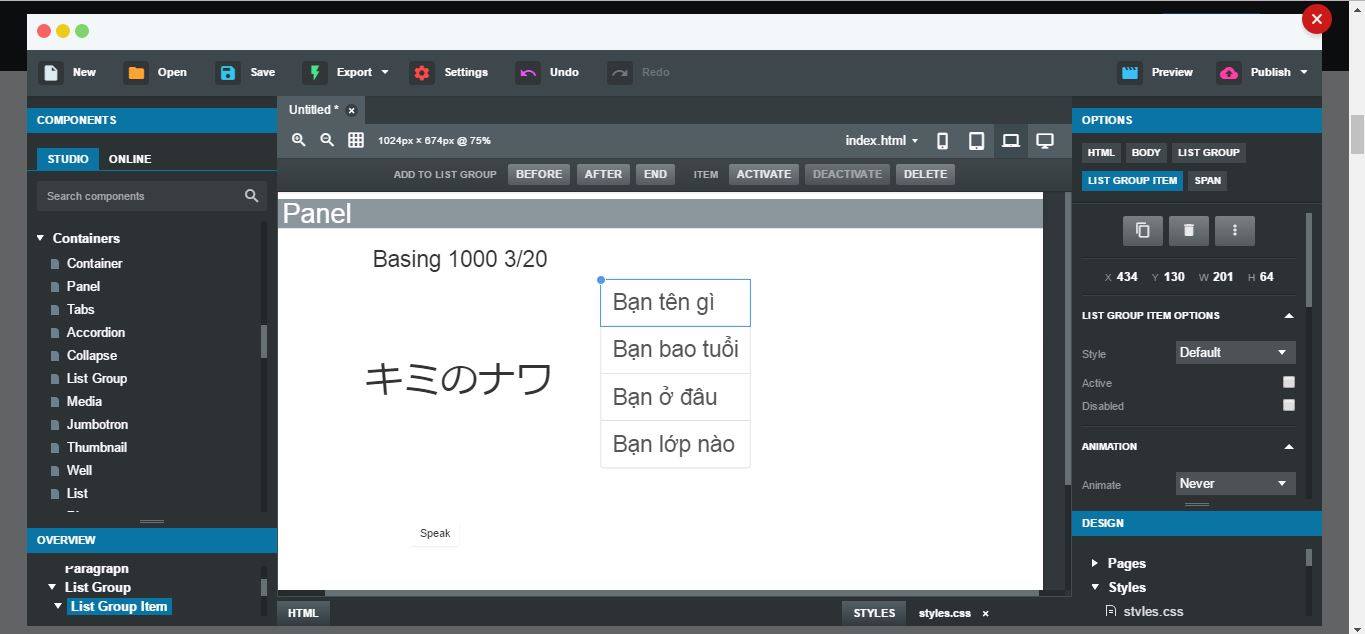 New Open Save Export Settings Undo Redo Preview Publish
COMPONENTS
STUDIO ONLINE
Search components
Containers
Container
Panel
Tabs
Accordion
Collapse
List Group
Media
Jumbotron
Thumbnail
Well
List
OVERVIEW
Paragraph
List Group
List Group Item
Untitled * ×
1024px × 674px @ 75% index.html
ADD TO LIST GROUP BEFORE AFTER END ITEM ACTIVATE DEACTIVATE DELETE
Panel
Basing 1000 3/20
Bạn tên gì
Bạn bao tuổi
Bạn ở đâu
Bạn lớp nào
キミのナワ
Speak
HTML STYLES styles.css ×
OPTIONS
HTML BODY LIST GROUP
LIST GROUP ITEM SPAN
X 434 Y 130 W 201 H 64
LIST GROUP ITEM OPTIONS
Style Default
Active
Disabled
ANIMATION
Animate Never
DESIGN
Pages
Styles
styles.css